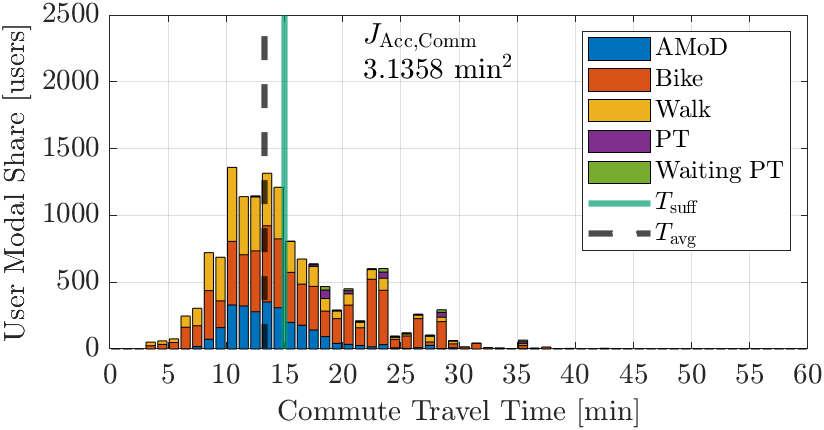 User Modal Share [users]
2500
2000
1500
1000
500
0
J_Acc,Comm
3.1358 min²
AMoD
Bike
Walk
PT
Waiting PT
T_suff
T_avg
0 5 10 15 20 25 30 35 40 45 50 55 60
Commute Travel Time [min]